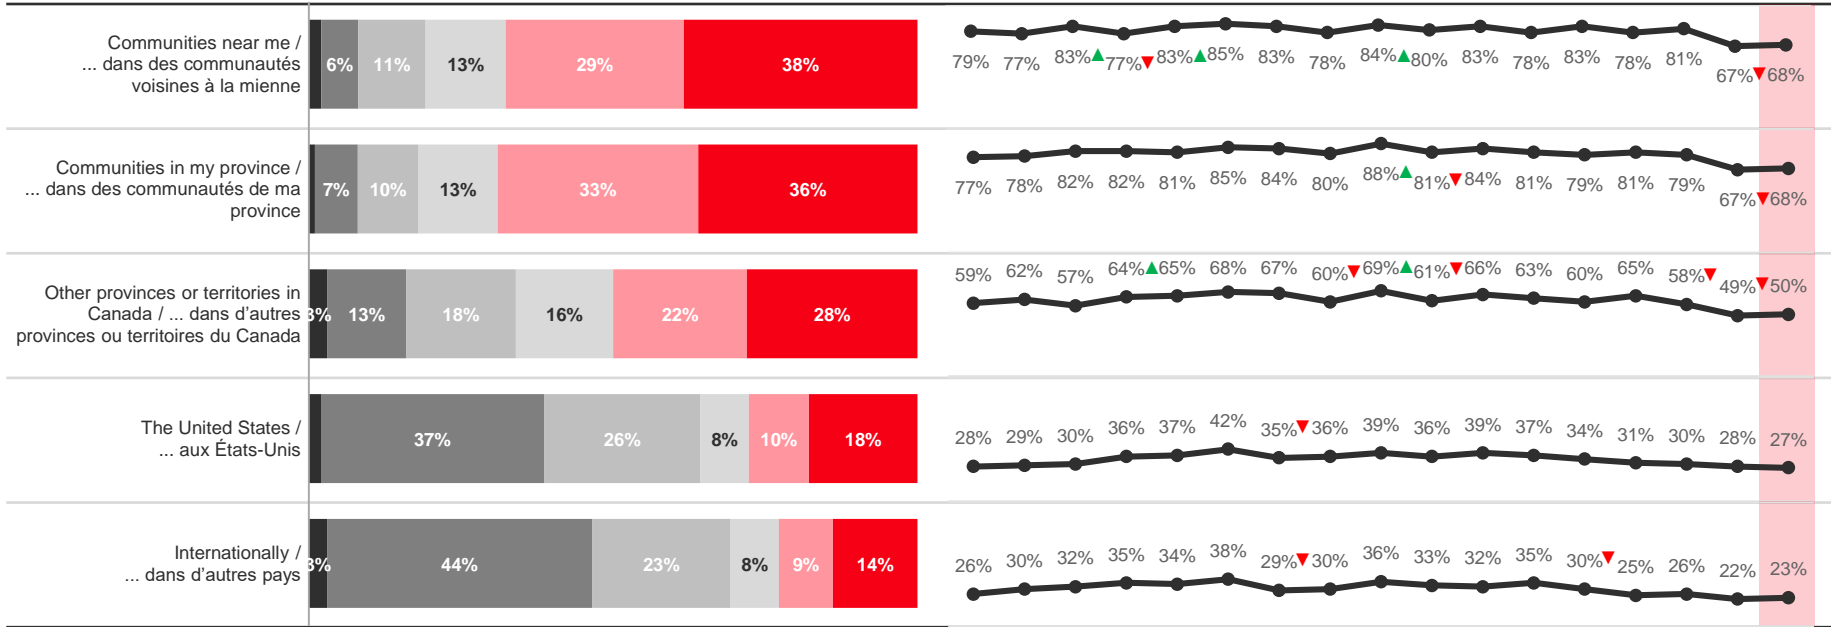 Communities near me /
... dans des communautés
voisines à la mienne
6% 11% 13% 29% 38%
79% 77% 83% 77% 83% 85% 83% 78% 84% 80% 83% 78% 83% 78% 81% 67% 68%
Communities in my province /
... dans des communautés de ma
province
7% 10% 13% 33% 36%
77% 78% 82% 82% 81% 85% 84% 80% 88% 81% 84% 81% 79% 81% 79% 67% 68%
Other provinces or territories in
Canada / ... dans d'autres
provinces ou territoires du Canada
3% 13% 18% 16% 22% 28%
59% 62% 57% 64% 65% 68% 67% 60% 69% 61% 66% 63% 60% 65% 58% 49% 50%
The United States /
... aux États-Unis
37% 26% 8% 10% 18%
28% 29% 30% 36% 37% 42% 35% 36% 39% 36% 39% 37% 34% 31% 30% 28% 27%
Internationally /
... dans d'autres pays
3% 44% 23% 8% 9% 14%
26% 30% 32% 35% 34% 38% 29% 30% 36% 33% 32% 35% 30% 25% 26% 22% 23%